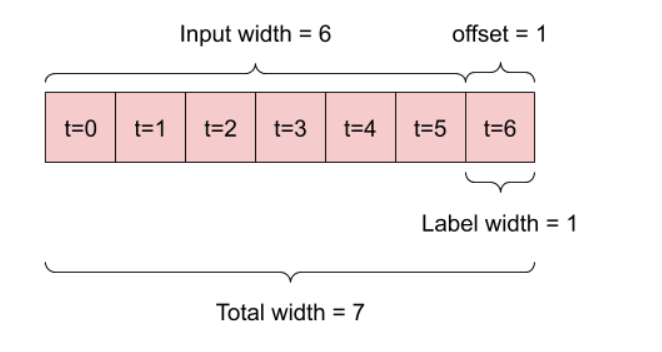 Input width = 6
offset = 1
t=0 t=1 t=2 t=3 t=4 t=5 t=6
Label width = 1
Total width = 7